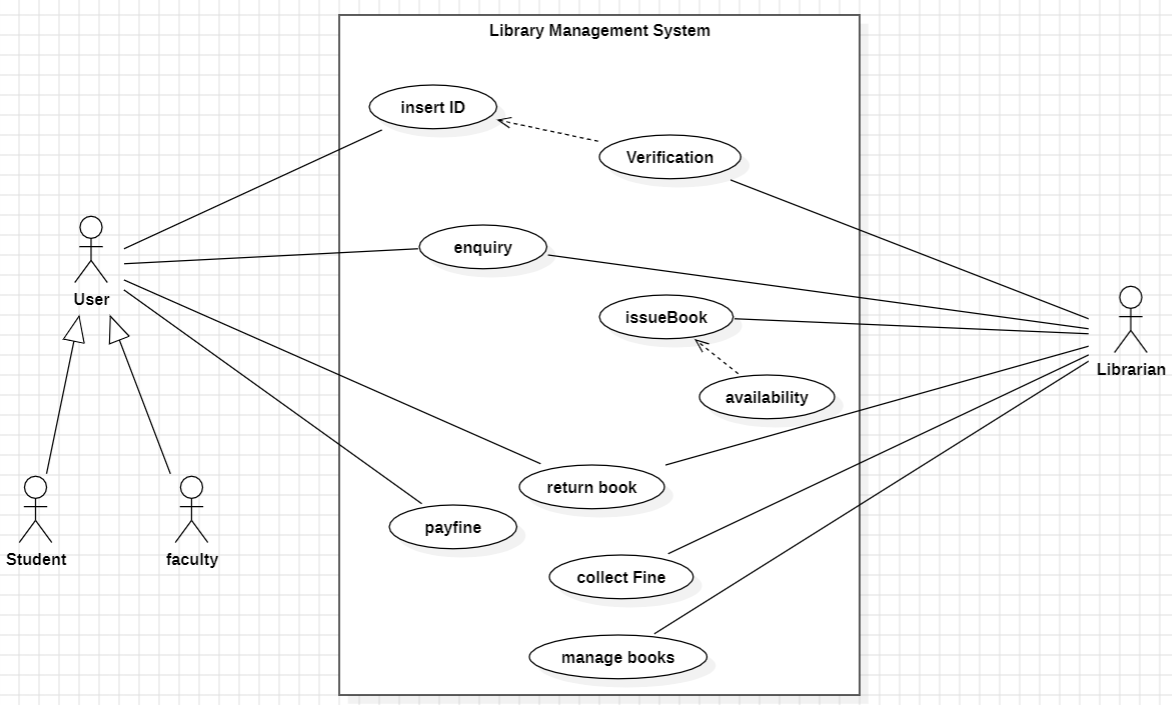 Library Management System
insert ID
Verification
enquiry
User
issueBook
Librarian
availability
return book
payfine
Student
faculty
collect Fine
manage books